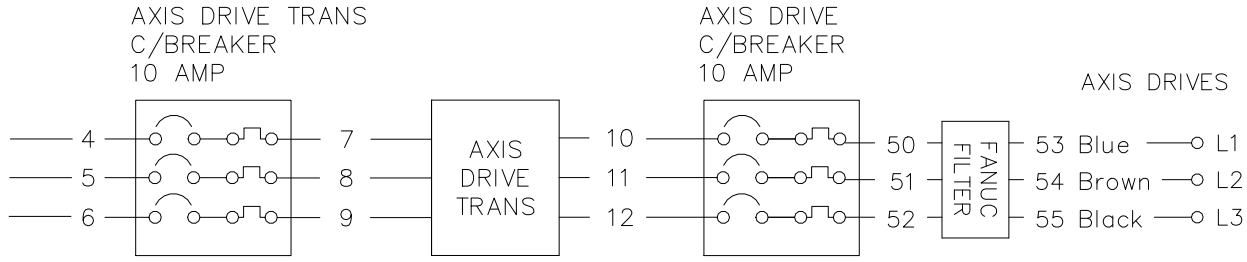 AXIS DRIVE TRANS
C/BREAKER
10 AMP
AXIS DRIVE
C/BREAKER
10 AMP
AXIS DRIVES
4
7
10
50
53 Blue
L1
5
8
11
51
54 Brown
L2
6
9
12
52
55 Black
L3
AXIS
DRIVE
TRANS
FANUC
FILTER